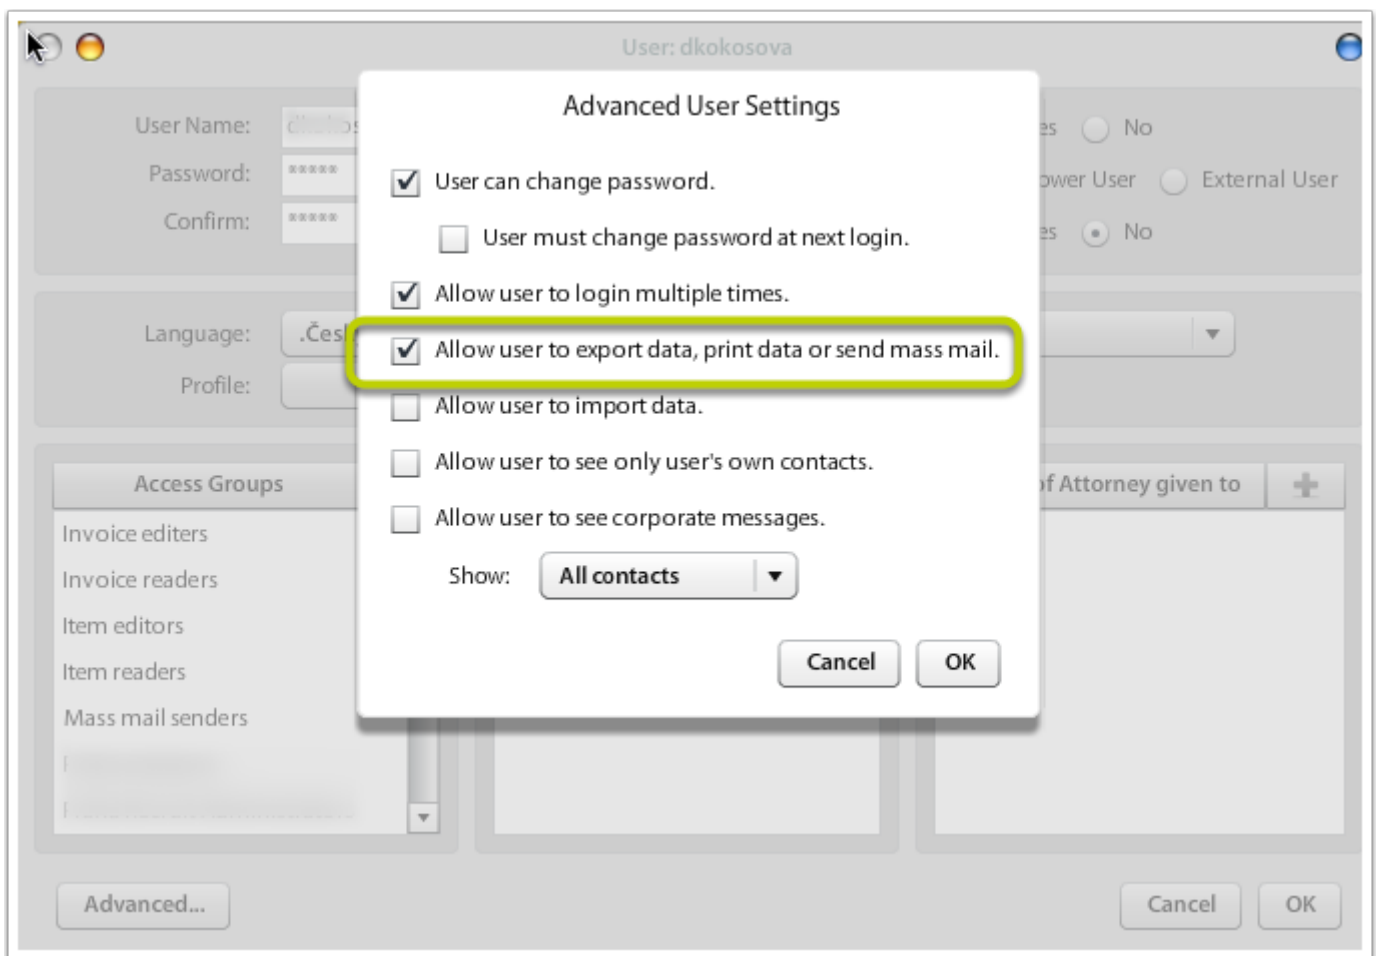 User: dkokosova
Advanced User Settings
User Name:
Password: *****
Confirm: *****
es No
ower User External User
es No
User can change password.
User must change password at next login.
Allow user to login multiple times.
Allow user to export data, print data or send mass mail.
Allow user to import data.
Allow user to see only user's own contacts.
Allow user to see corporate messages.
Show: All contacts
Cancel OK
Language: .Česk
Profile:
Access Groups
Invoice editers
Invoice readers
Item editors
Item readers
Mass mail senders
of Attorney given to
Advanced...
Cancel OK